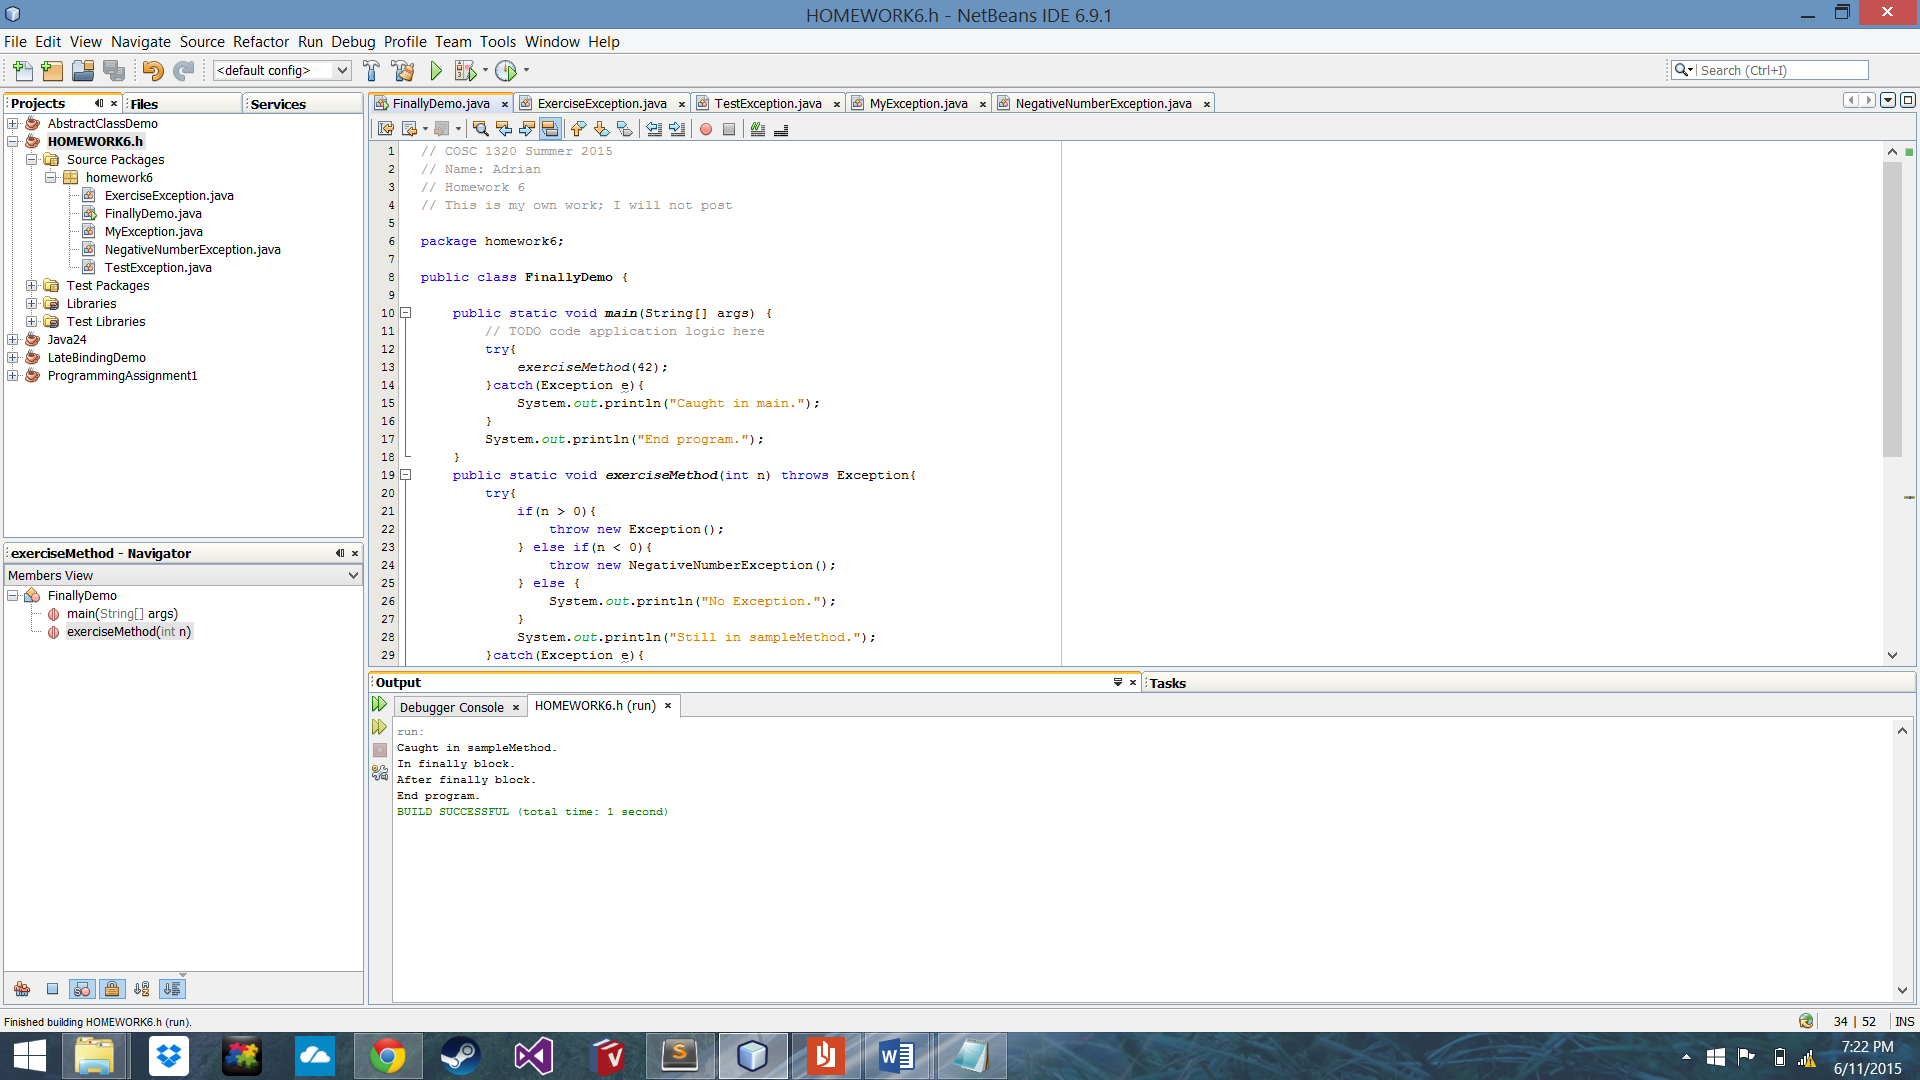 HOMEWORK6.h - NetBeans IDE 6.9.1
File Edit View Navigate Source Refactor Run Debug Profile Team Tools Window Help
<default config>
Search (Ctrl+I)
Projects
Files
Services
AbstractClassDemo
HOMEWORK6.h
Source Packages
homework6
ExerciseException.java
FinallyDemo.java
MyException.java
NegativeNumberException.java
TestException.java
Test Packages
Libraries
Test Libraries
Java24
LateBindingDemo
ProgrammingAssignment1
exerciseMethod - Navigator
Members View
FinallyDemo
main(String[] args)
exerciseMethod(int n)
FinallyDemo.java ExerciseException.java TestException.java MyException.java NegativeNumberException.java
1 // COSC 1320 Summer 2015
2 // Name: Adrian
3 // Homework 6
4 // This is my own work; I will not post
5
6 package homework6;
7
8 public class FinallyDemo {
9
10 public static void main(String[] args) {
11 // TODO code application logic here
12 try{
13 exerciseMethod(42);
14 }catch(Exception e){
15 System.out.println("Caught in main.");
16 }
17 System.out.println("End program.");
18 }
19 public static void exerciseMethod(int n) throws Exception{
20 try{
21 if(n > 0){
22 throw new Exception();
23 } else if(n < 0){
24 throw new NegativeNumberException();
25 } else {
26 System.out.println("No Exception.");
27 }
28 System.out.println("Still in sampleMethod.");
29 }catch(Exception e){
Output
Tasks
Debugger Console
HOMEWORK6.h (run)
run:
Caught in sampleMethod.
In finally block.
After finally block.
End program.
BUILD SUCCESSFUL (total time: 1 second)
Finished building HOMEWORK6.h (run).
34 | 52 INS
7:22 PM
6/11/2015